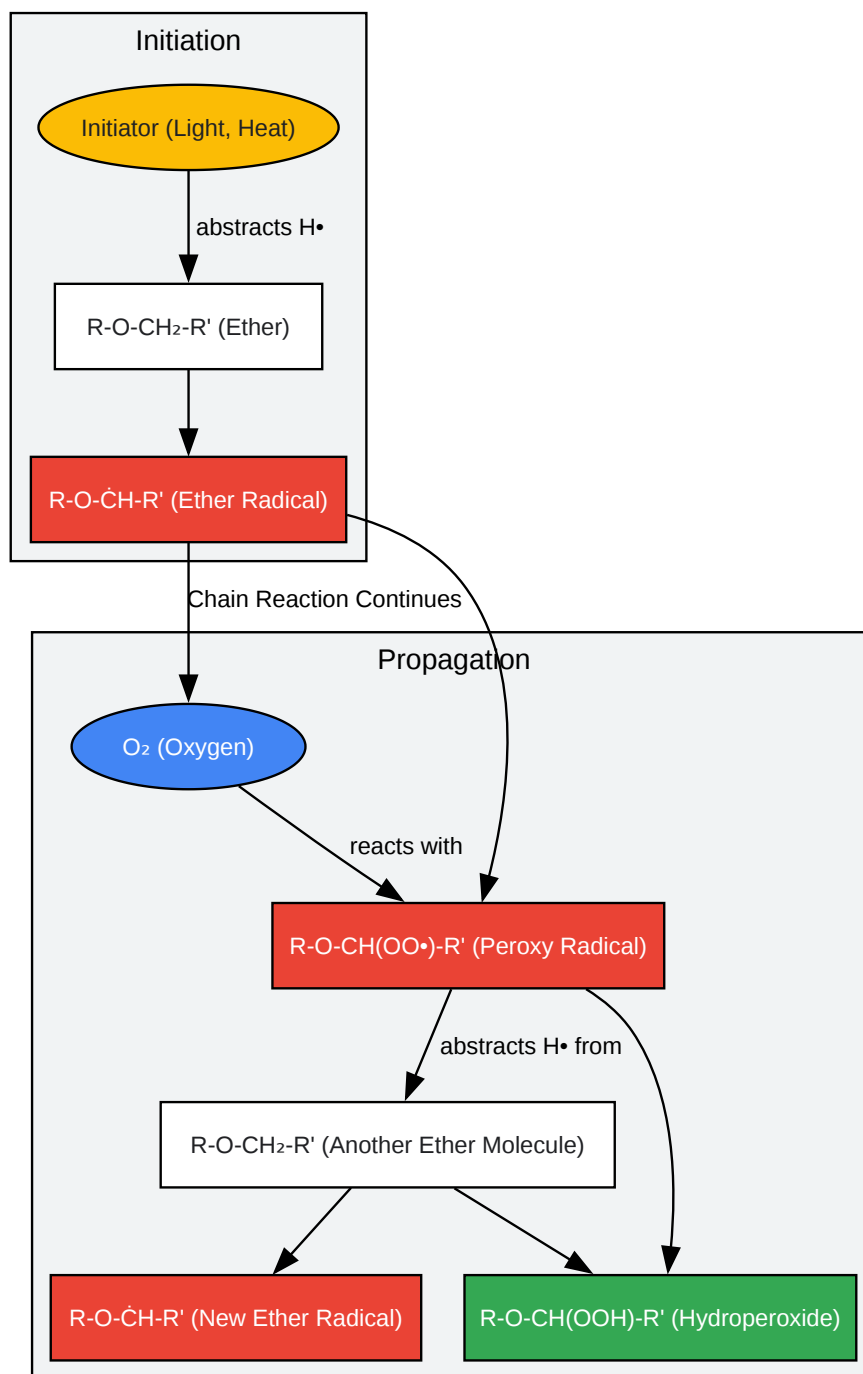 Initiation
Initiator (Light, Heat)
abstracts H•
R-O-CH₂-R' (Ether)
R-O-ĊH-R' (Ether Radical)
Chain Reaction Continues
Propagation
O₂ (Oxygen)
reacts with
R-O-CH(OO•)-R' (Peroxy Radical)
abstracts H• from
R-O-CH₂-R' (Another Ether Molecule)
R-O-ĊH-R' (New Ether Radical)
R-O-CH(OOH)-R' (Hydroperoxide)